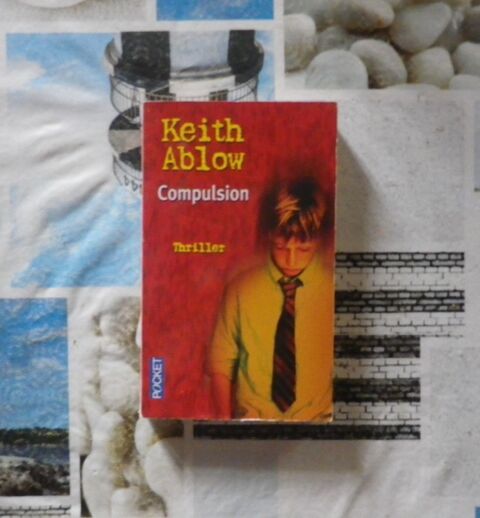 Keith
Ablow
Compulsion
Thriller
POCKET